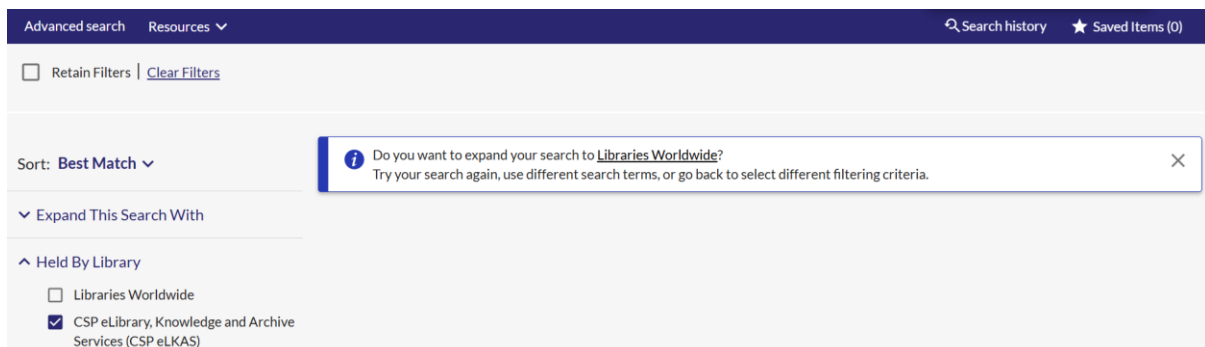 Advanced search Resources Search history Saved Items (0)
Retain Filters | Clear Filters
Sort: Best Match
Do you want to expand your search to Libraries Worldwide?
Try your search again, use different search terms, or go back to select different filtering criteria.
Expand This Search With
Held By Library
Libraries Worldwide
CSP eLibrary, Knowledge and Archive
Services (CSP eLKAS)